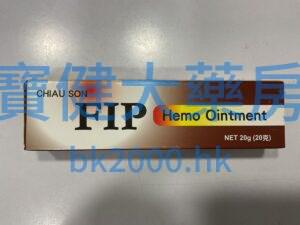 CHIAU SON
寶健大藥房
FIP Hemo Ointment
NET 20g (20克)
bk2000.hk